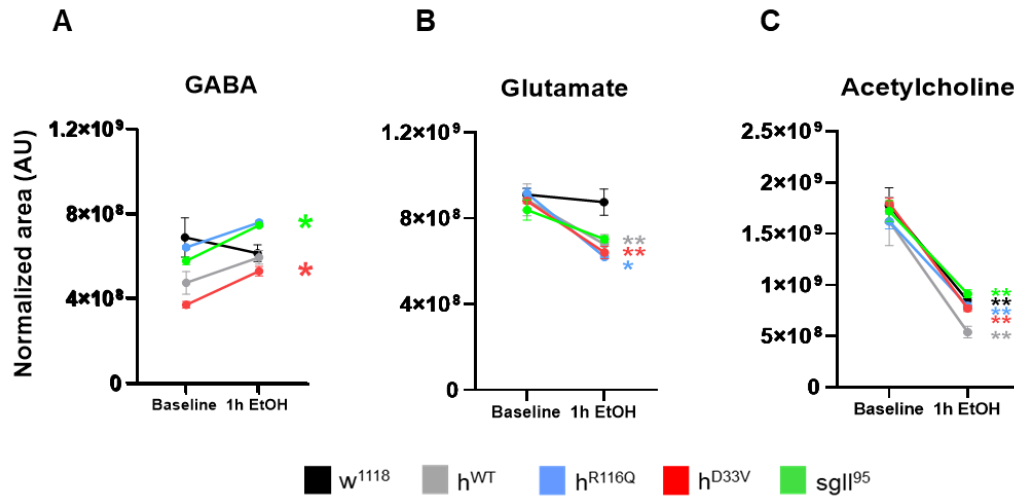 A
B
C
GABA
Glutamate
Acetylcholine
Normalized area (AU)
1.2×10⁹
8×10⁸
4×10⁸
0
Baseline 1h EtOH
*
*
1.2×10⁹
8×10⁸
4×10⁸
0
Baseline 1h EtOH
**
**
*
2.5×10⁹
2×10⁹
1.5×10⁹
1×10⁹
5×10⁸
0
Baseline 1h EtOH
**
**
**
**
**
w¹¹¹⁸ hᵂᵀ hᴿ¹¹⁶Q hᴰ³³ⱽ sgll⁹⁵